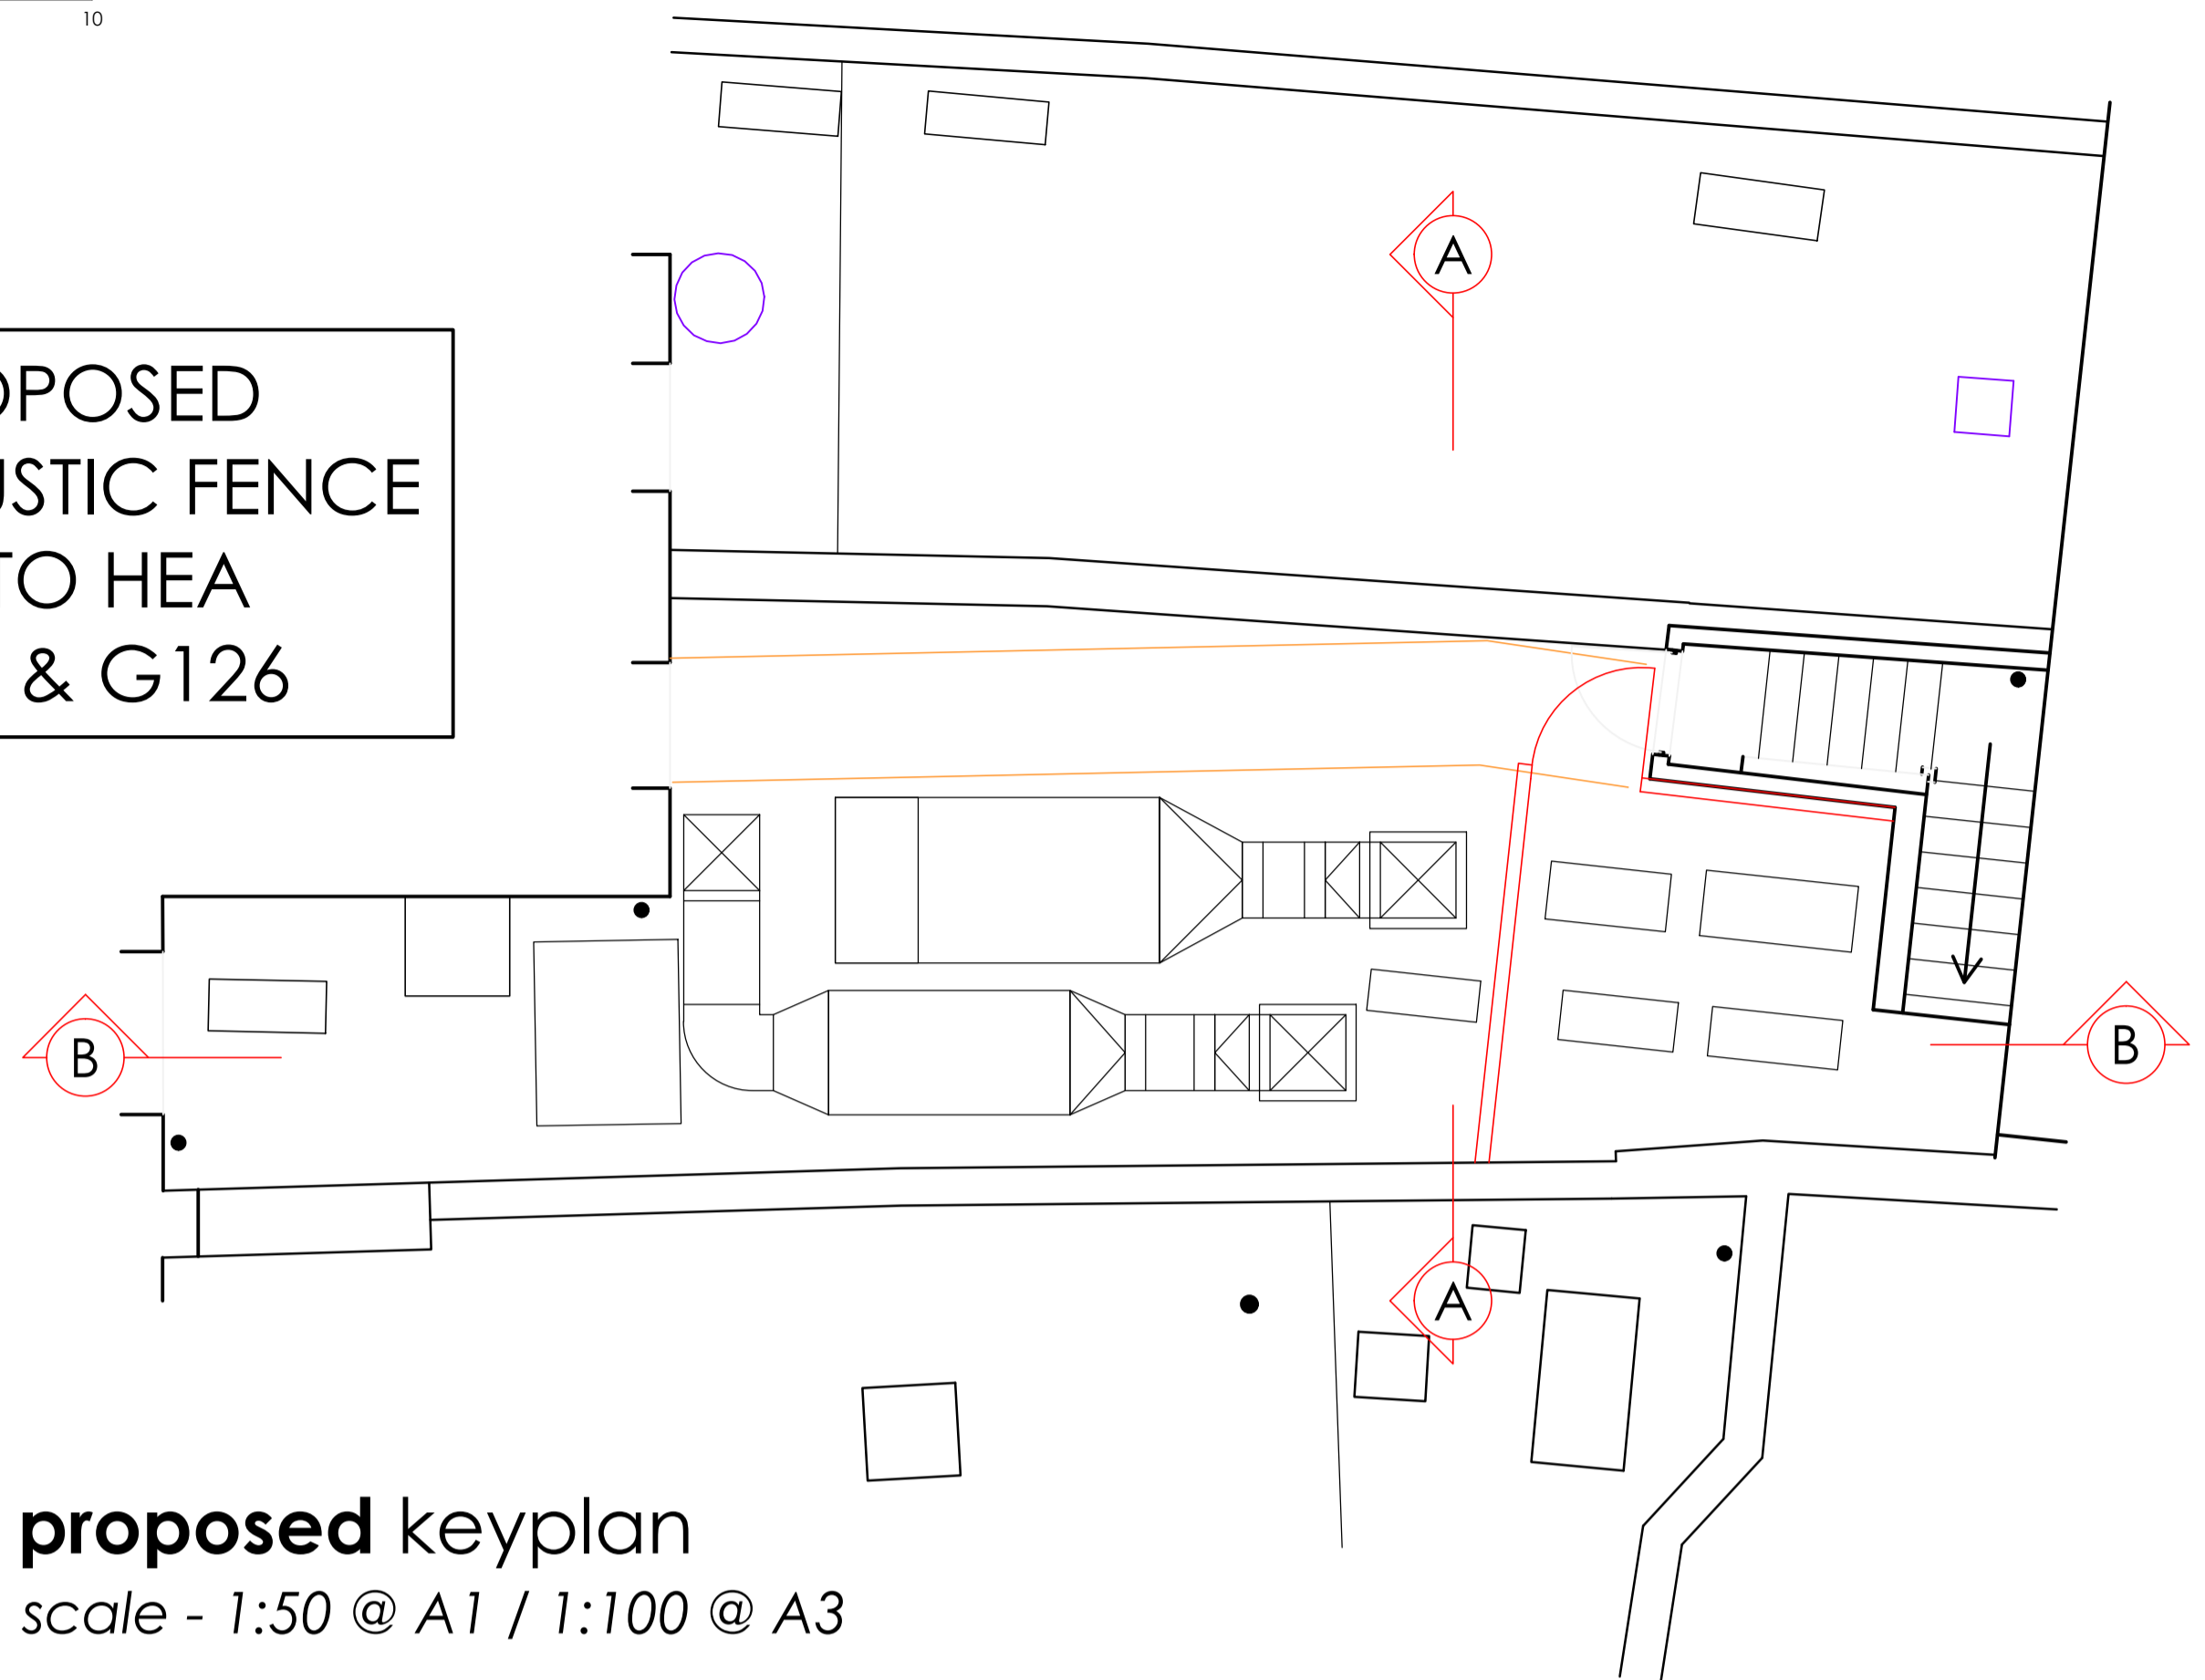 10
A
POSED
STIC FENCE
TO HEA
& G126
B
B
A
proposed keyplan
scale - 1:50 @ A1 / 1:100 @ A3